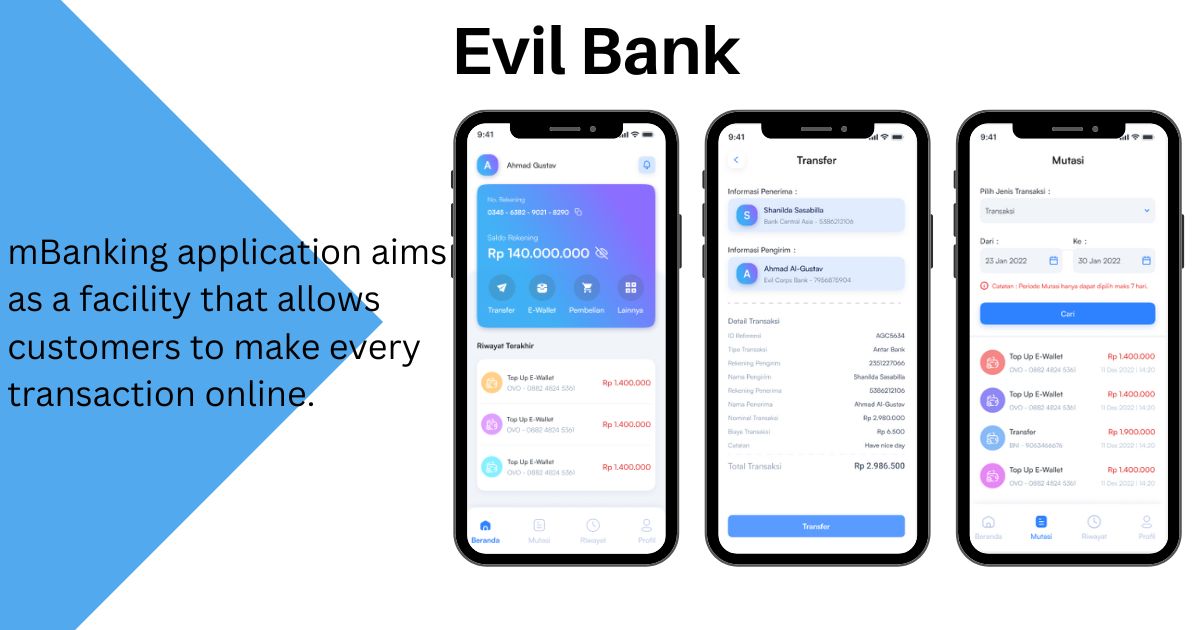 Evil Bank
mBanking application aims
as a facility that allows
customers to make every
transaction online.
9:41
A
Ahmad Gustav
No. Rekening
0348 - 6382 - 9021 - 8290
Saldo Rekening
Rp 140.000.000
Transfer E-Wallet Pembelian Lainnya
Riwayat Terakhir
Top Up E-Wallet
OVO - 0882 4824 5361
Rp 1.400.000
Top Up E-Wallet
OVO - 0882 4824 5361
Rp 1.400.000
Top Up E-Wallet
OVO - 0882 4824 5361
Rp 1.400.000
Beranda Mutasi Riwayat Profil
9:41
Transfer
Informasi Penerima :
S
Shanilda Sasabilla
Bank Central Asia - 5386212106
Informasi Pengirim :
A
Ahmad Al-Gustav
Evil Corps Bank - 7956875904
Detail Transaksi
ID Referensi AGC5634
Tipe Transaksi Antar Bank
Rekening Pengirim 2351227066
Nama Pengirim Shanilda Sasabilla
Rekening Penerima 5386212106
Nama Penerima Ahmad Al-Gustav
Nominal Transaksi Rp 2.980.000
Biaya Transaksi Rp 6.500
Catatan Have nice day
Total Transaksi Rp 2.986.500
Transfer
9:41
Mutasi
Pilih Jenis Transaksi :
Transaksi
Dari : Ke :
23 Jan 2022 30 Jan 2022
Catatan : Periode Mutasi hanya dapat dipilih maks 7 hari.
Cari
Top Up E-Wallet Rp 1.400.000
OVO - 0882 4824 5361 11 Des 2022 | 14:20
Top Up E-Wallet Rp 1.400.000
OVO - 0882 4824 5361 11 Des 2022 | 14:20
Transfer Rp 1.900.000
BNI - 9063466676 11 Des 2022 | 14:20
Top Up E-Wallet Rp 1.400.000
OVO - 0882 4824 5361 11 Des 2022 | 14:20
Beranda Mutasi Riwayat Profil